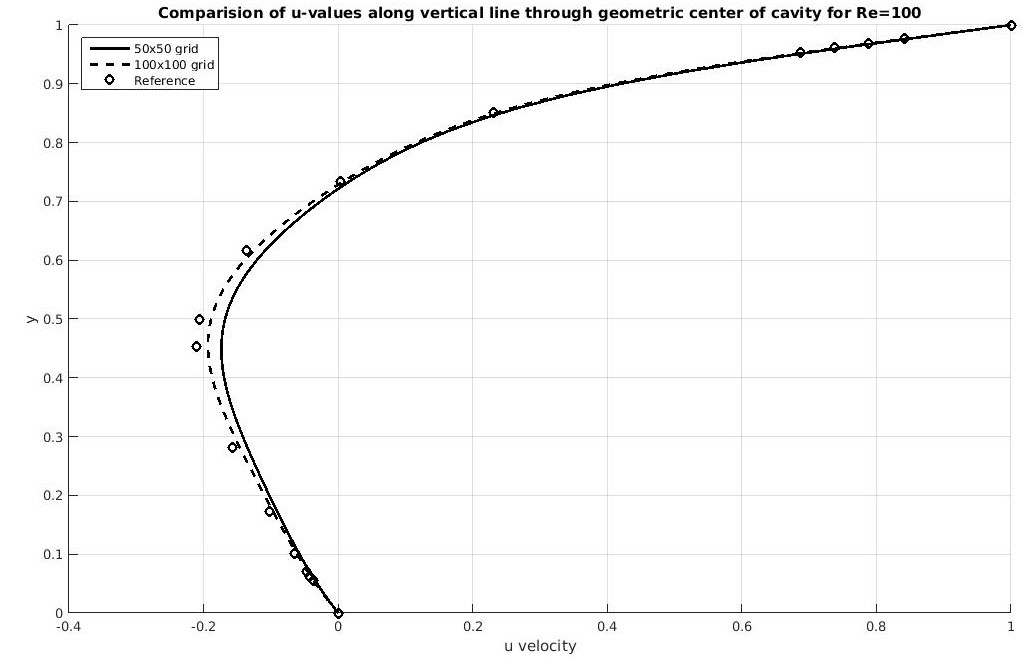 Comparision of u-values along vertical line through geometric center of cavity for Re=100
50x50 grid
100x100 grid
Reference
1
0.9
0.8
0.7
0.6
0.5
0.4
0.3
0.2
0.1
0
y
-0.4 -0.2 0 0.2 0.4 0.6 0.8 1
u velocity